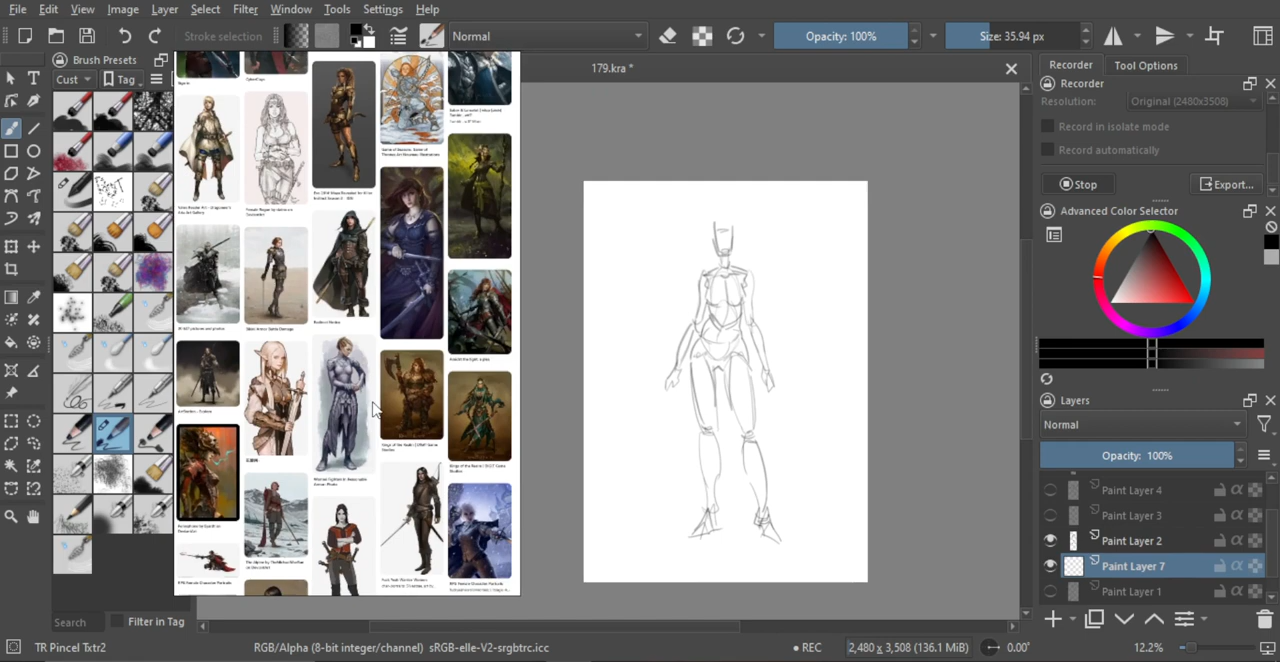 File Edit View Image Layer Select Filter Window Tools Settings Help
Stroke selection Normal Opacity: 100% Size: 35.94 px
Brush Presets
Cust Tag
179.kra *
Recorder Tool Options
Recorder
Resolution: Original (2480x3508)
Record in isolate mode
Record automatically
Stop Export...
Advanced Color Selector
Layers
Normal
Opacity: 100%
Paint Layer 4
Paint Layer 3
Paint Layer 2
Paint Layer 7
Paint Layer 1
Search Filter in Tag
TR Pincel Txtr2 RGB/Alpha (8-bit integer/channel) sRGB-elle-V2-srgbtrc.icc REC 2,480 x 3,508 (136.1 MiB) 0.00° 12.2%